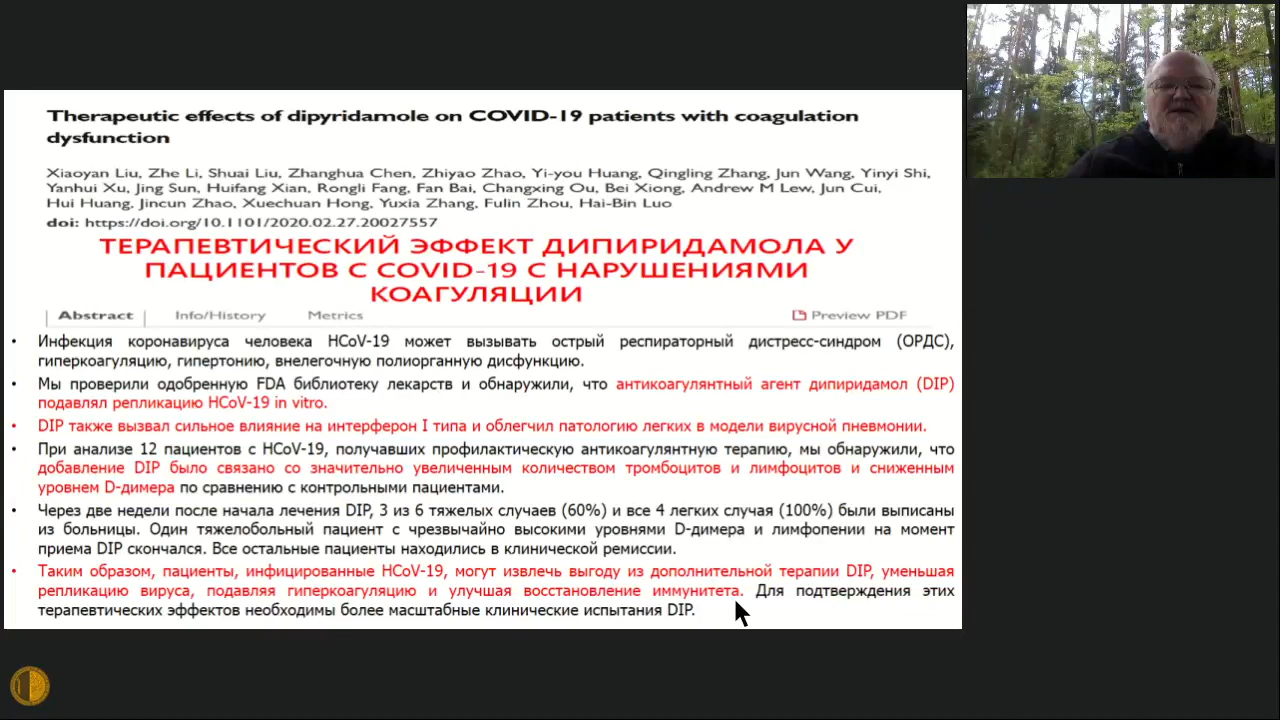 Therapeutic effects of dipyridamole on COVID-19 patients with coagulation
dysfunction
Xiaoyan Liu, Zhe Li, Shuai Liu, Zhanghua Chen, Zhiyao Zhao, Yi-you Huang, Qingling Zhang, Jun Wang, Yinyi Shi,
Yanhui Xu, Jing Sun, Huifang Xian, Rongli Fang, Fan Bai, Changxing Ou, Bei Xiong, Andrew M Lew, Jun Cui,
Hui Huang, Jincun Zhao, Xuechuan Hong, Yuxia Zhang, Fulin Zhou, Hai-Bin Luo
doi: https://doi.org/10.1101/2020.02.27.20027557
ТЕРАПЕВТИЧЕСКИЙ ЭФФЕКТ ДИПИРИДАМОЛА У
ПАЦИЕНТОВ С COVID-19 С НАРУШЕНИЯМИ
КОАГУЛЯЦИИ
Abstract Info/History Metrics Preview PDF
• Инфекция коронавируса человека HCoV-19 может вызывать острый респираторный дистресс-синдром (ОРДС),
гиперкоагуляцию, гипертонию, внелегочную полиорганную дисфункцию.
• Мы проверили одобренную FDA библиотеку лекарств и обнаружили, что антикоагулянтный агент дипиридамол (DIP)
подавлял репликацию HCoV-19 in vitro.
• DIP также вызвал сильное влияние на интерферон I типа и облегчил патологию легких в модели вирусной пневмонии.
• При анализе 12 пациентов с HCoV-19, получавших профилактическую антикоагулянтную терапию, мы обнаружили, что
добавление DIP было связано со значительно увеличенным количеством тромбоцитов и лимфоцитов и сниженным
уровнем D-димера по сравнению с контрольными пациентами.
• Через две недели после начала лечения DIP, 3 из 6 тяжелых случаев (60%) и все 4 легких случая (100%) были выписаны
из больницы. Один тяжелобольный пациент с чрезвычайно высокими уровнями D-димера и лимфопении на момент
приема DIP скончался. Все остальные пациенты находились в клинической ремиссии.
• Таким образом, пациенты, инфицированные HCoV-19, могут извлечь выгоду из дополнительной терапии DIP, уменьшая
репликацию вируса, подавляя гиперкоагуляцию и улучшая восстановление иммунитета. Для подтверждения этих
терапевтических эффектов необходимы более масштабные клинические испытания DIP.